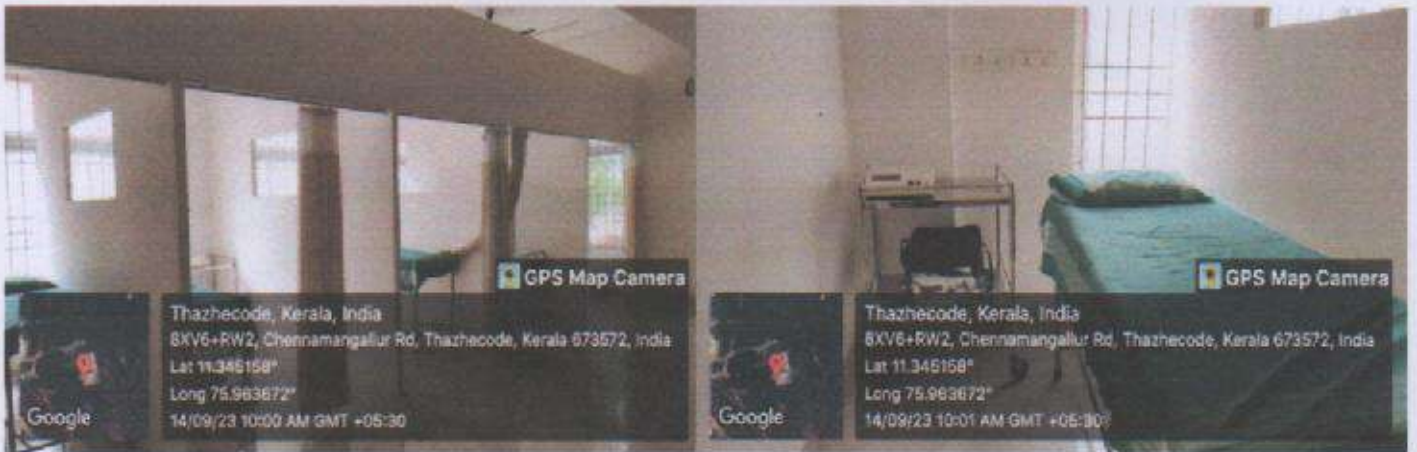 GPS Map Camera
Thazhecode, Kerala, India
8XV6+RW2, Chennamangallur Rd, Thazhecode, Kerala 673572, India
Lat 11.345158°
Long 75.963672°
14/09/23 10:00 AM GMT +05:30
Google
GPS Map Camera
Thazhecode, Kerala, India
8XV6+RW2, Chennamangallur Rd, Thazhecode, Kerala 673572, India
Lat 11.345158°
Long 75.963672°
14/09/23 10:01 AM GMT +05:30
Google